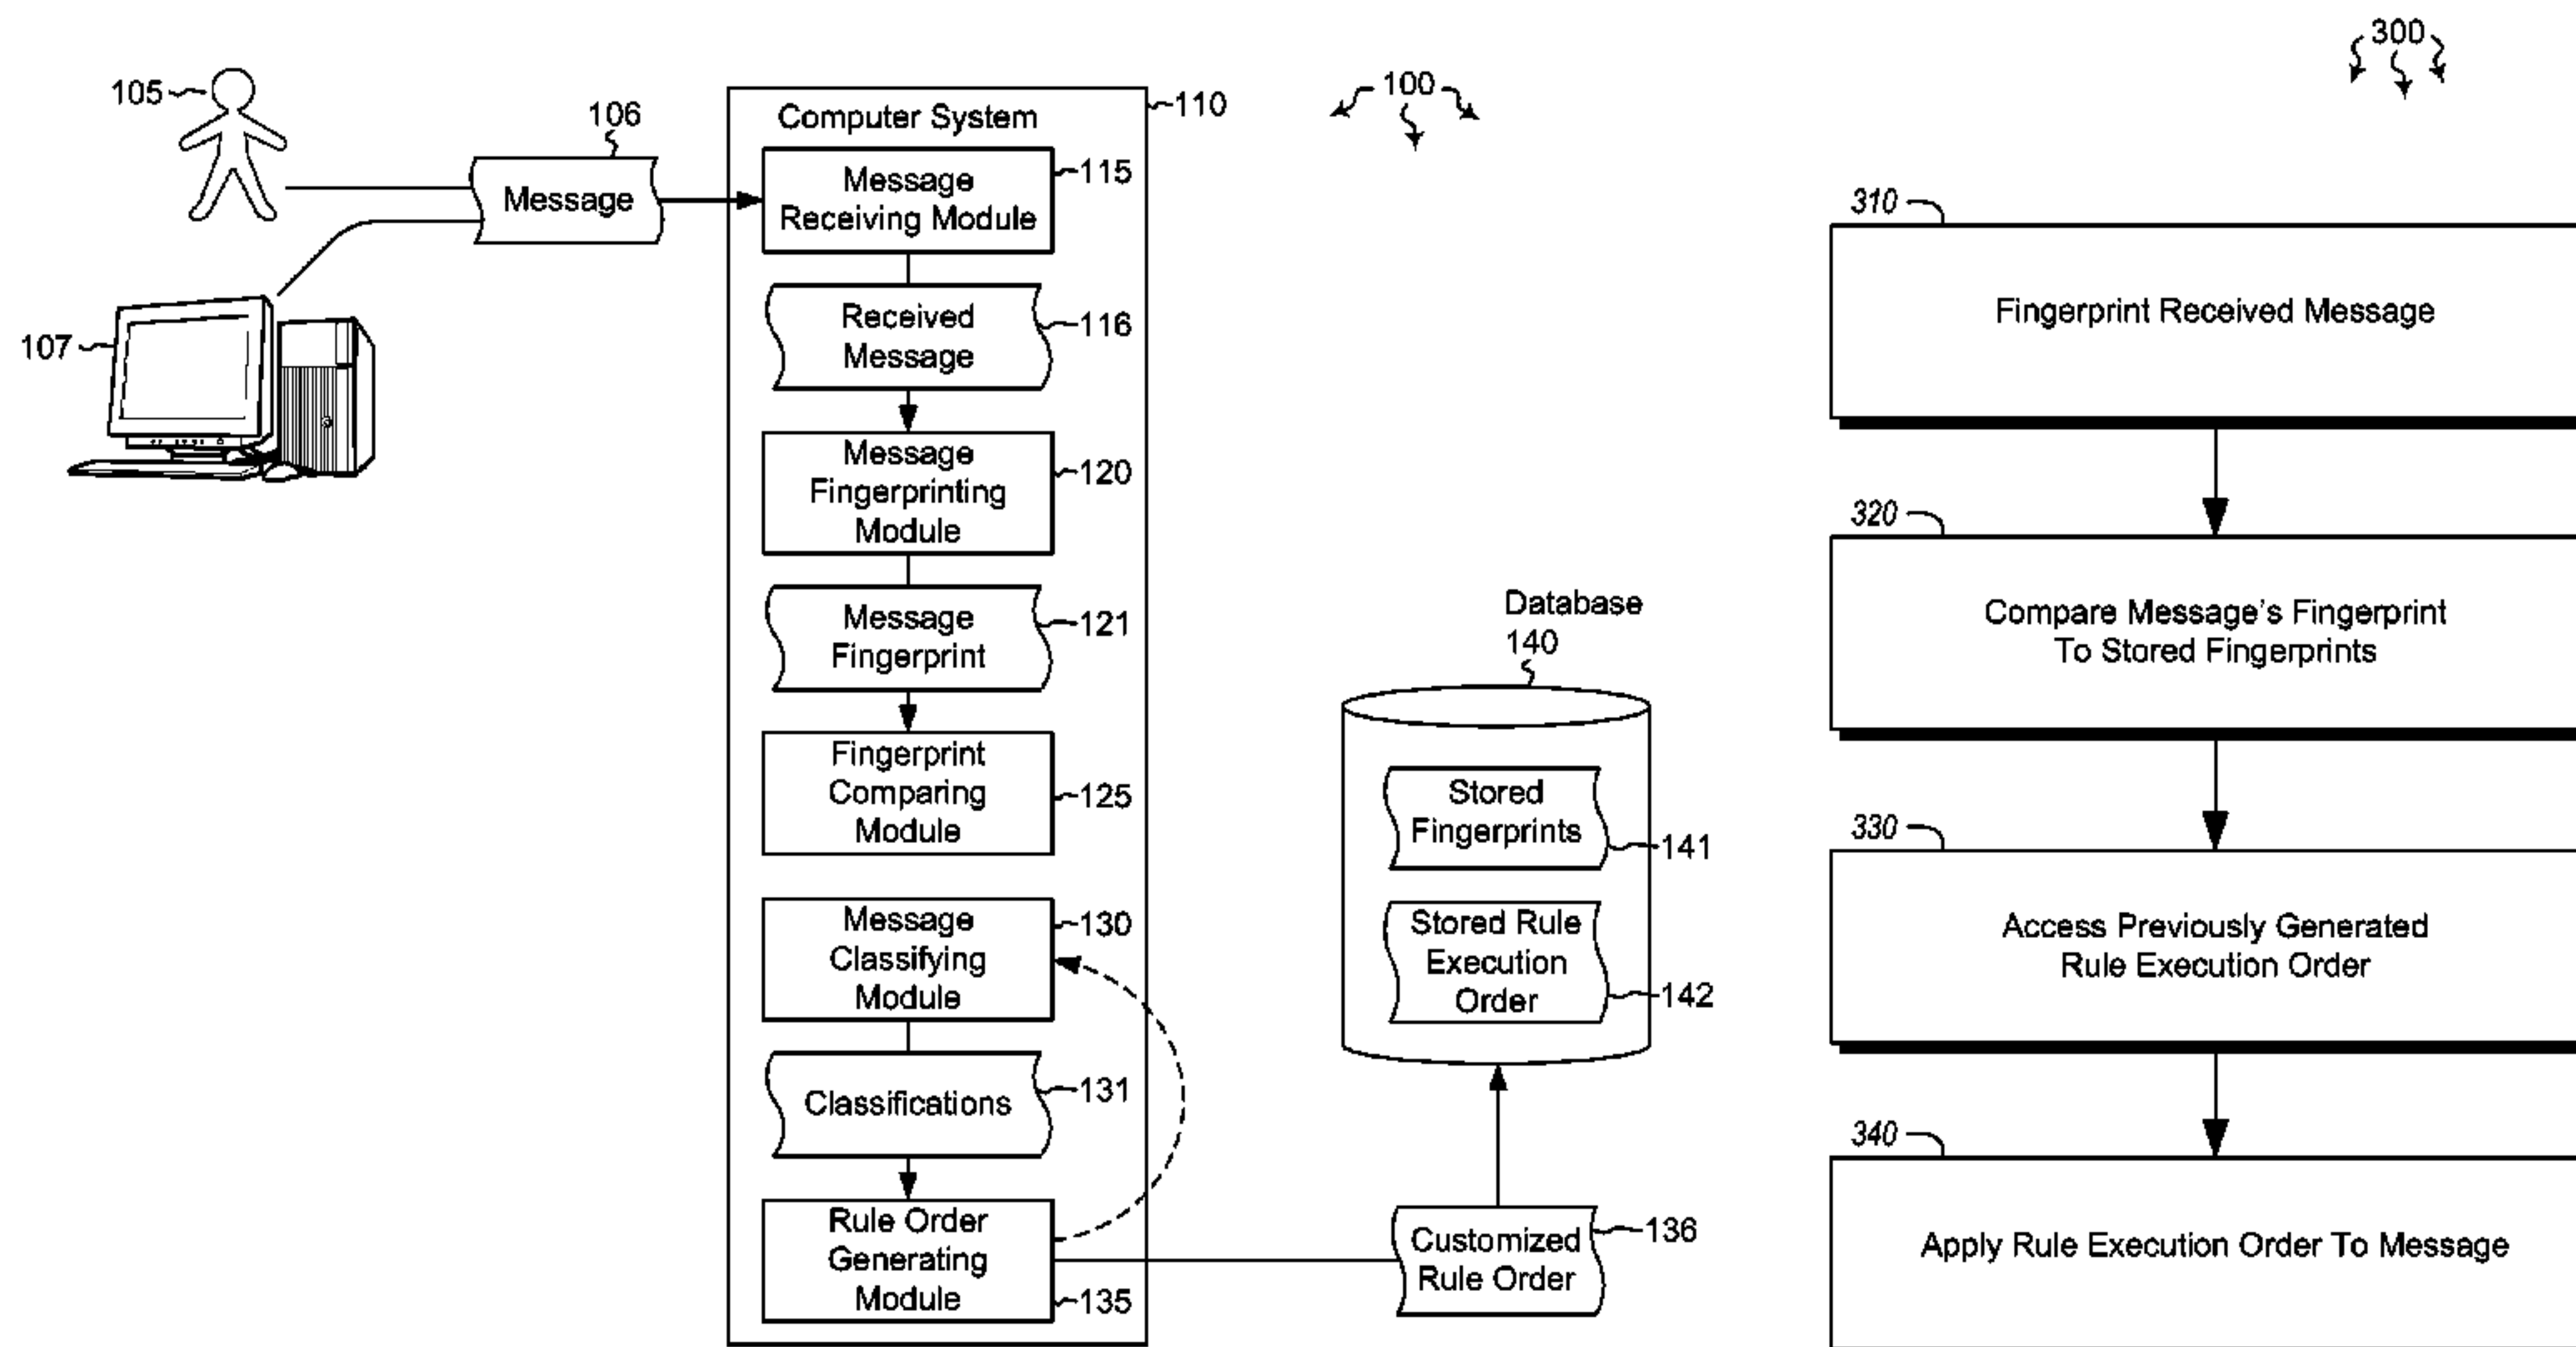 105
106
Message
107
Computer System
110
Message
Receiving Module
115
Received
Message
116
Message
Fingerprinting
Module
120
Message
Fingerprint
121
Fingerprint
Comparing
Module
125
Message
Classifying
Module
130
Classifications
131
Rule Order
Generating
Module
135
100
Database
140
Stored
Fingerprints
141
Stored Rule
Execution
Order
142
Customized
Rule Order
136
300
310
Fingerprint Received Message
320
Compare Message's Fingerprint
To Stored Fingerprints
330
Access Previously Generated
Rule Execution Order
340
Apply Rule Execution Order To Message